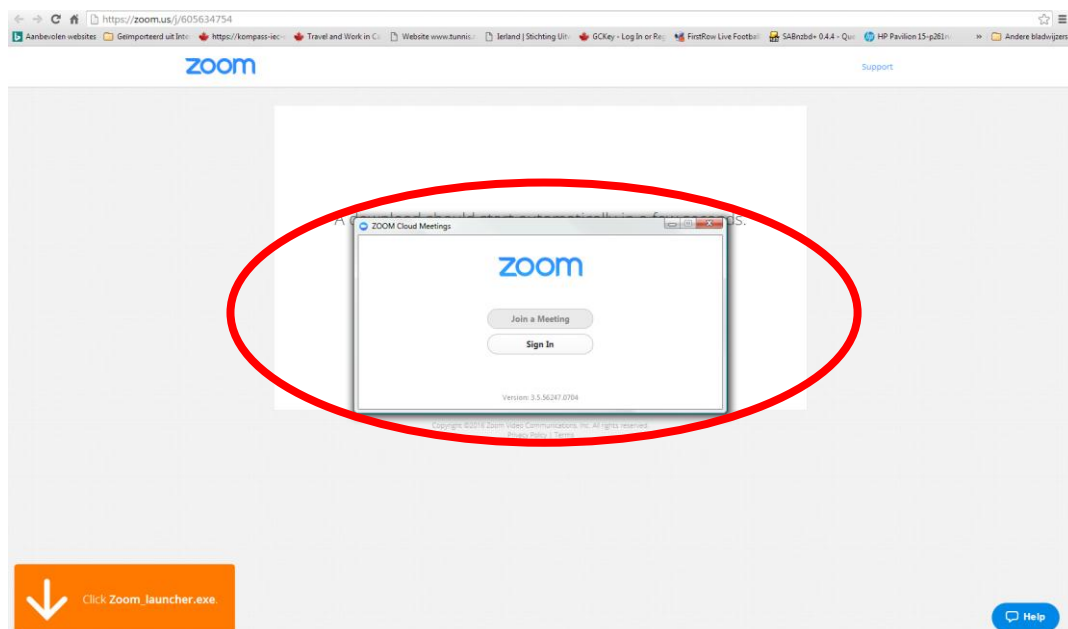 https://zoom.us/j/605634754
Aanbevolen websites Geïmporteerd uit Inte https://kompass-iec- Travel and Work in C Website www.tunnis. Ierland | Stichting Uit GCKey - Log In or Re FirstRow Live Football SABnzbd+ 0.4.4 - Que HP Pavilion 15-p261n » Andere bladwijzers
zoom
Support
A download should start automatically in a few seconds.
ZOOM Cloud Meetings
zoom
Join a Meeting
Sign In
Version: 3.5.56247.0704
Copyright ©2016 Zoom Video Communications, Inc. All rights reserved.
Privacy Policy | Terms
Click Zoom_launcher.exe.
Help